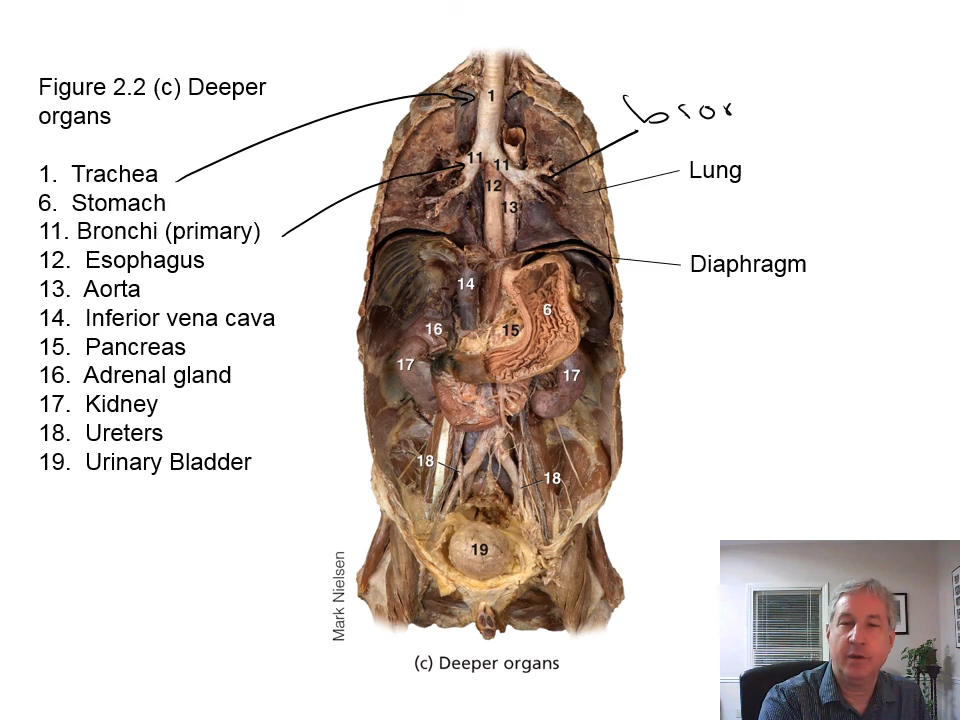 Figure 2.2 (c) Deeper
organs
1. Trachea
6. Stomach
11. Bronchi (primary)
12. Esophagus
13. Aorta
14. Inferior vena cava
15. Pancreas
16. Adrenal gland
17. Kidney
18. Ureters
19. Urinary Bladder
1
bror
Lung
11
11
12
13
Diaphragm
14
6
15
16
17
17
18
18
19
Mark Nielsen
(c) Deeper organs